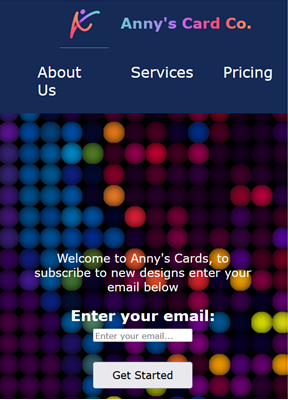 Anny's Card Co.
About Us
Services
Pricing
Welcome to Anny's Cards, to
subscribe to new designs enter your
email below
Enter your email:
Enter your email...
Get Started